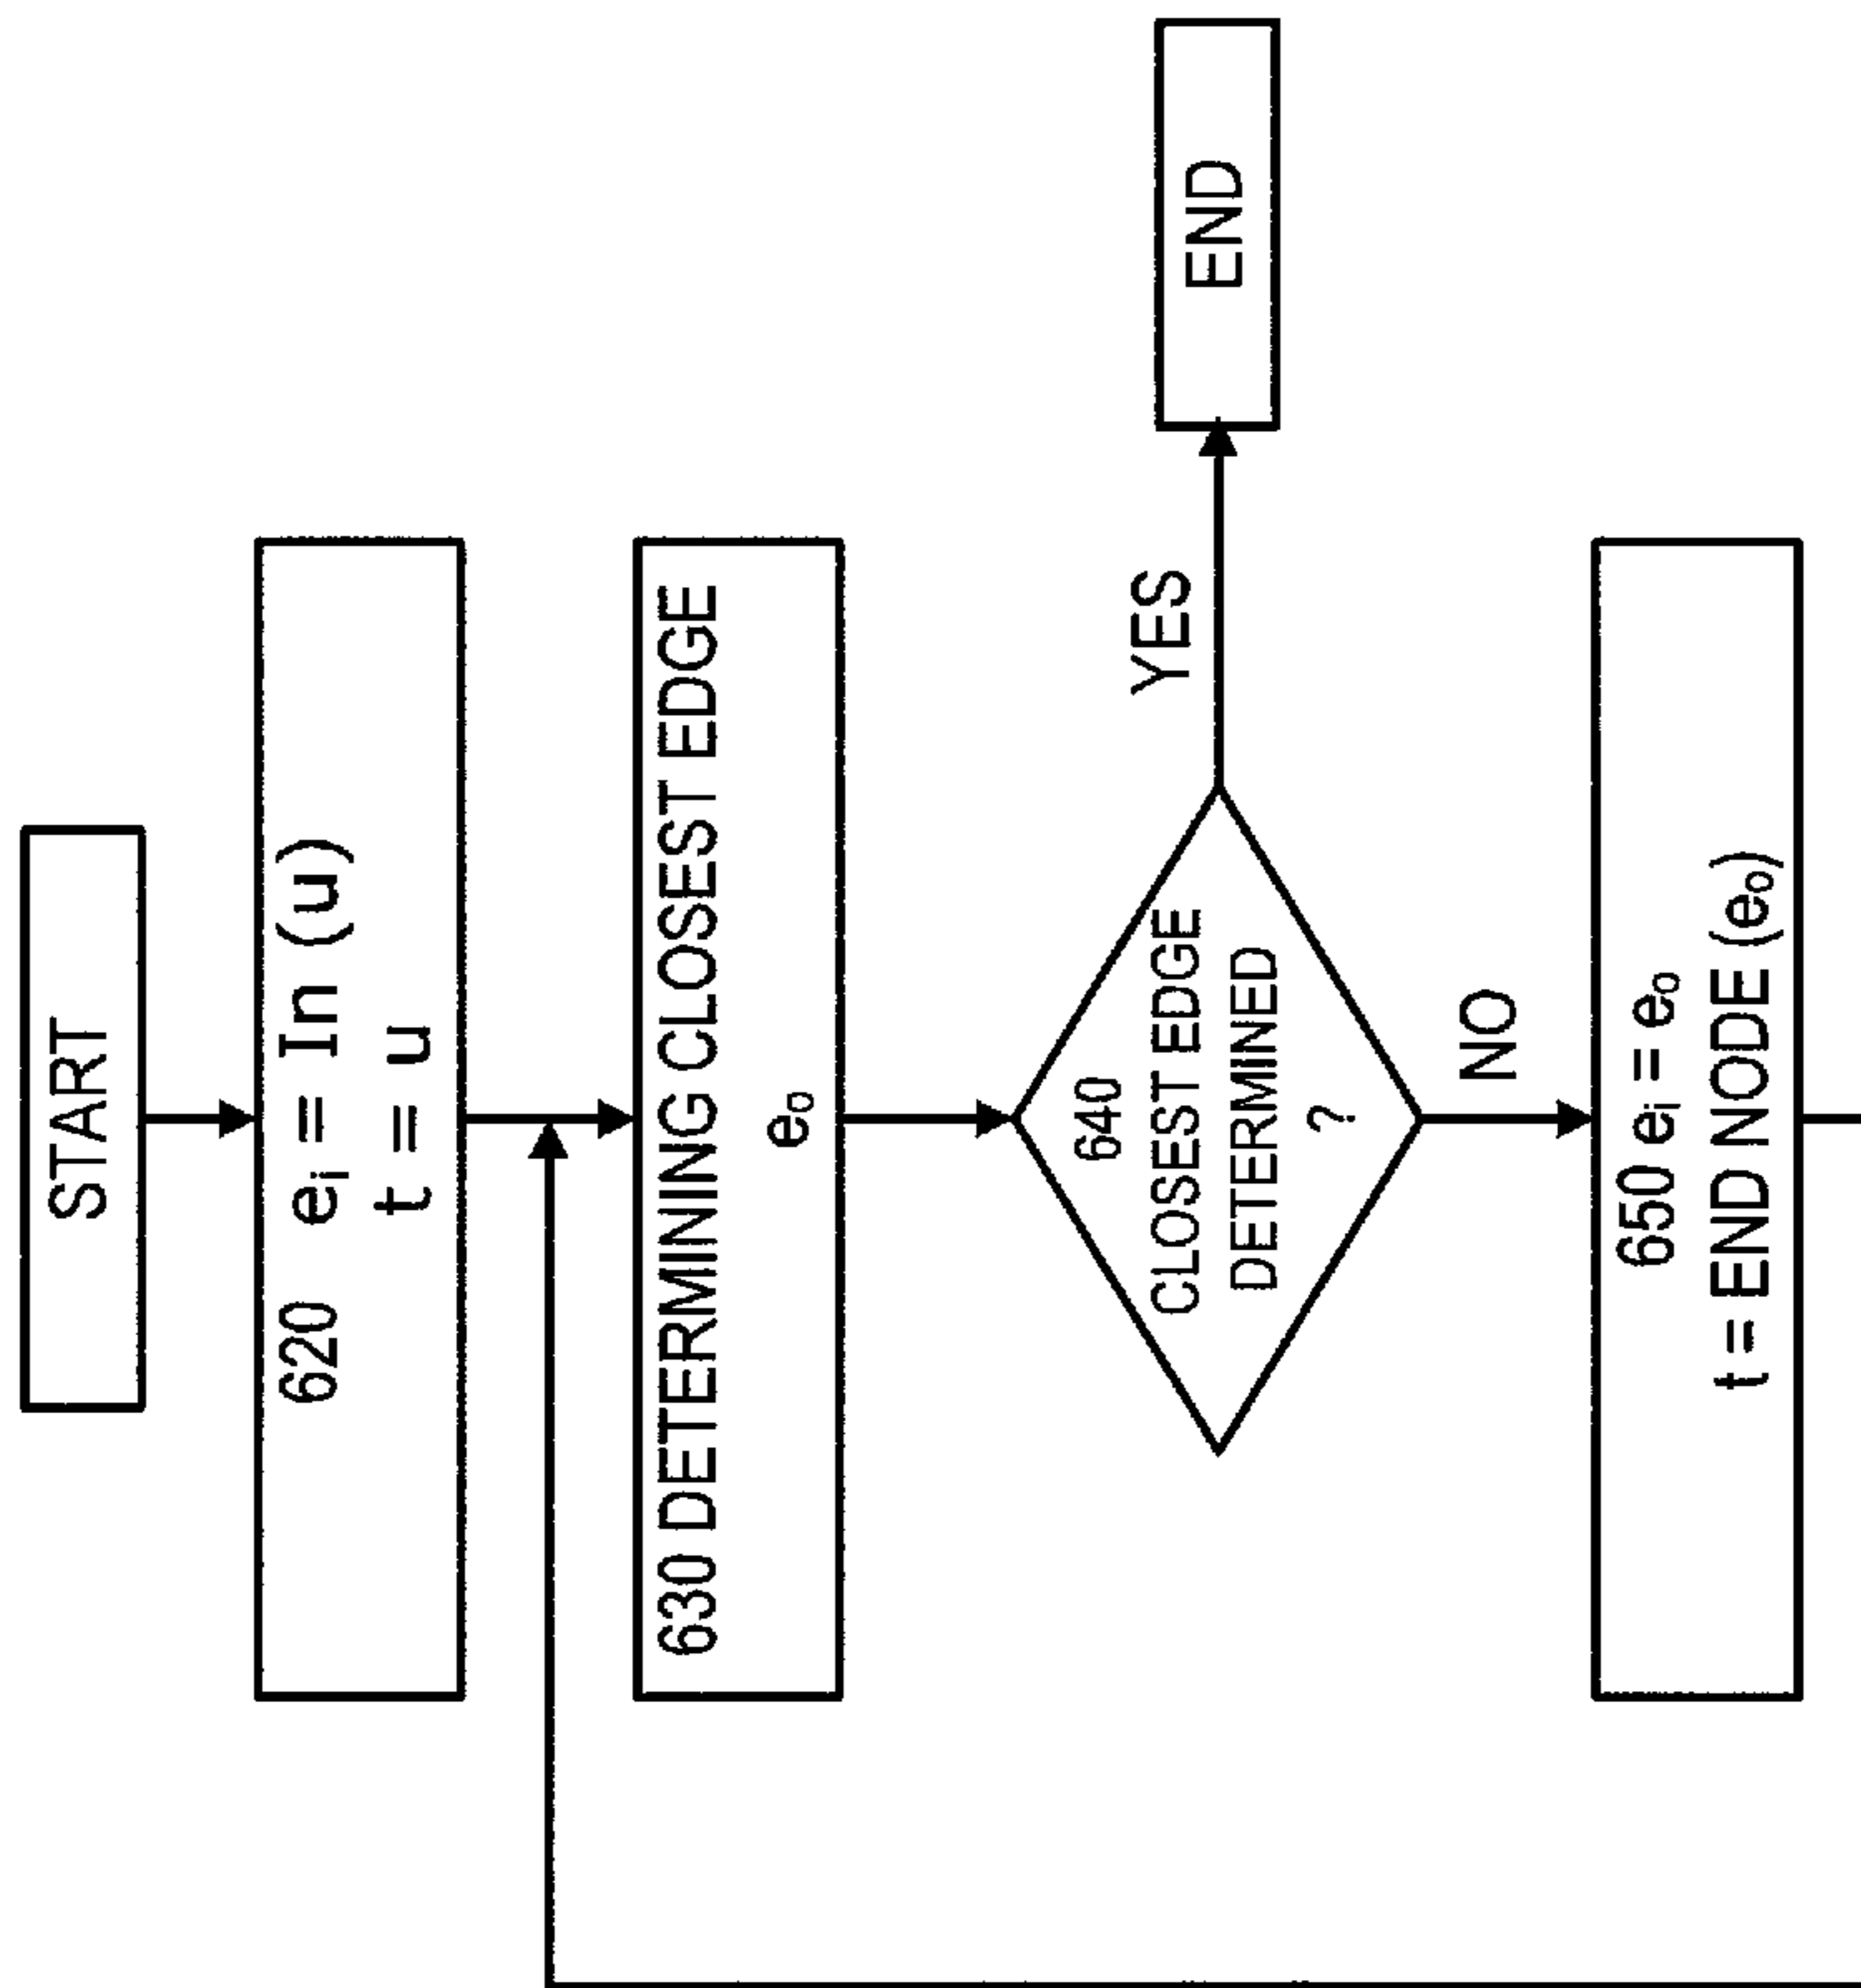 START
620 eᵢ = In (u)
t = u
630 DETERMINING CLOSEST EDGE
eₒ
640
CLOSEST EDGE
DETERMINED
?
YES
END
NO
650 eᵢ = eₒ
t = END NODE (eₒ)